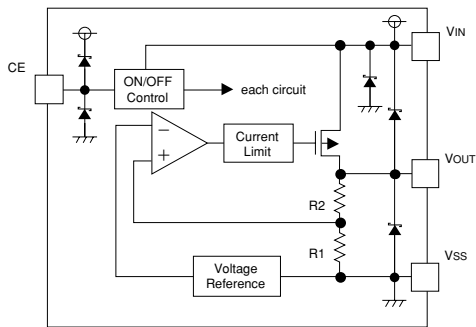 VIN
CE
ON/OFF
Control
each circuit
Current
Limit
−
+
VOUT
R2
R1
VSS
Voltage
Reference